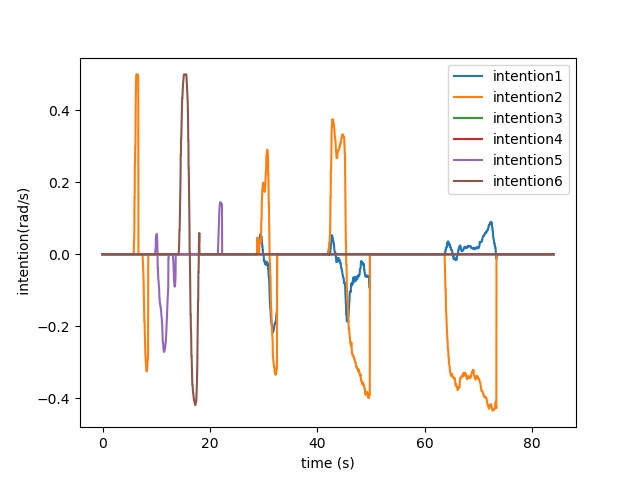 intention1
intention2
intention3
intention4
intention5
intention6
0.4
0.2
0.0
−0.2
−0.4
intention(rad/s)
0 20 40 60 80
time (s)